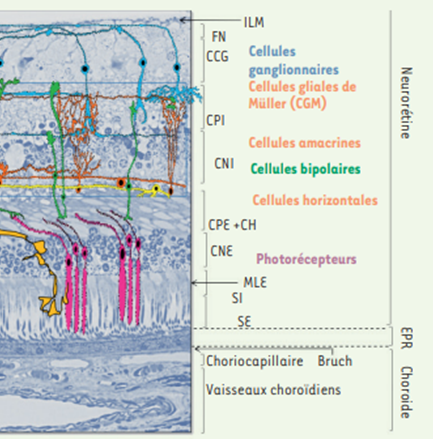 ILM
FN
CCG
Cellules
ganglionnaires
Cellules gliales de
Müller (CGM)
CPI
Cellules amacrines
CNI
Cellules bipolaires
Cellules horizontales
CPE +CH
CNE
Photorécepteurs
MLE
SI
SE
Choriocapillaire Bruch
Vaisseaux choroïdiens
Neurorétine
EPR
Choroide